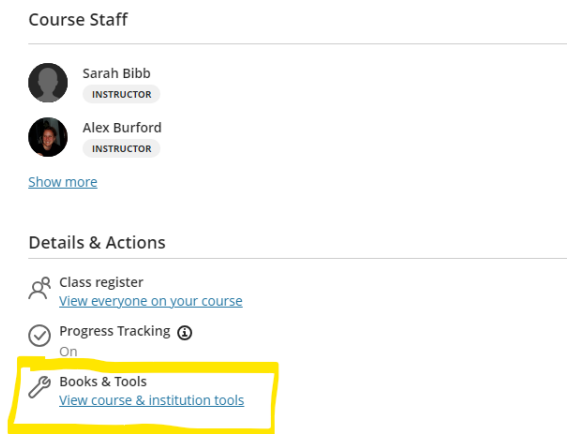 Course Staff
Sarah Bibb
INSTRUCTOR
Alex Burford
INSTRUCTOR
Show more
Details & Actions
Class register
View everyone on your course
Progress Tracking
On
Books & Tools
View course & institution tools